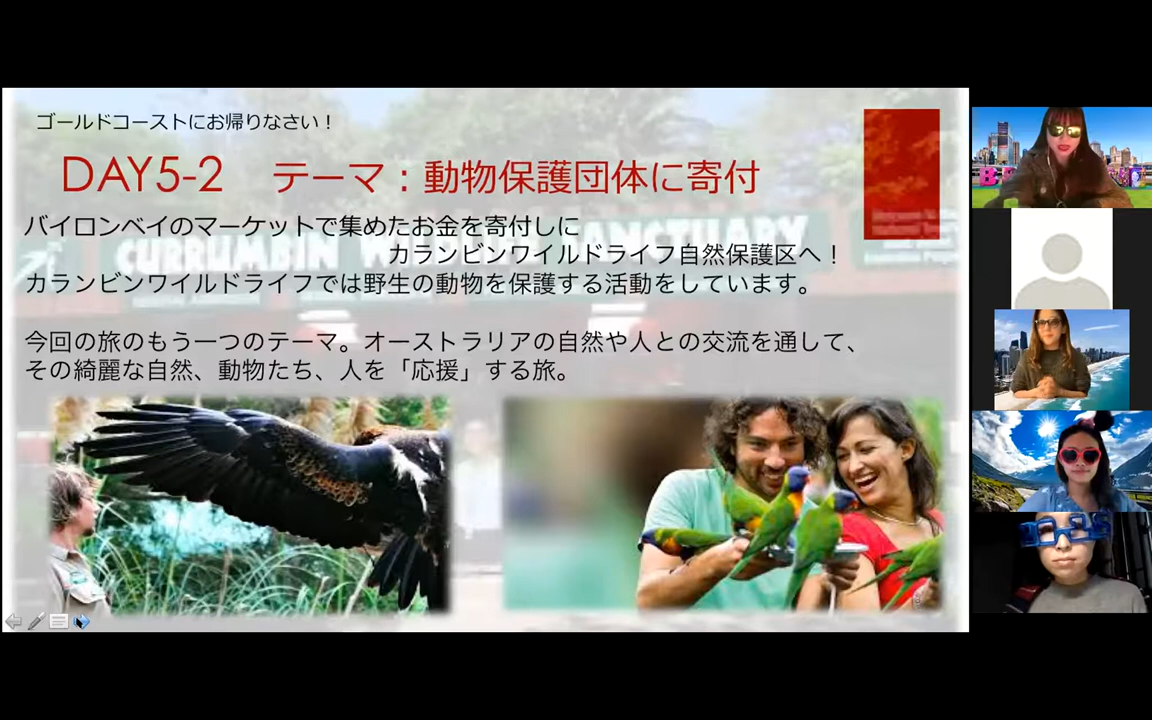 ゴールドコーストにお帰りなさい！
DAY5-2　テーマ：動物保護団体に寄付
バイロンベイのマーケットで集めたお金を寄付しに
カランビンワイルドライフ自然保護区へ！
カランビンワイルドライフでは野生の動物を保護する活動をしています。
今回の旅のもう一つのテーマ。オーストラリアの自然や人との交流を通して、
その綺麗な自然、動物たち、人を「応援」する旅。
CURRUMBIN WILDLIFE SANCTUARY